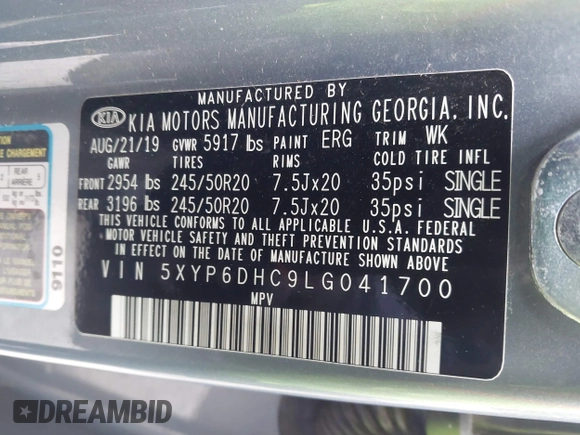 MANUFACTURED BY
KIA KIA MOTORS MANUFACTURING GEORGIA, INC.
AUG/21/19 GVWR 5917 lbs PAINT ERG TRIM WK
GAWR TIRES RIMS COLD TIRE INFL
FRONT 2954 lbs 245/50R20 7.5Jx20 35psi SINGLE
REAR 3196 lbs 245/50R20 7.5Jx20 35psi SINGLE
THIS VEHICLE CONFORMS TO ALL APPLICABLE U.S.A. FEDERAL
MOTOR VEHICLE SAFETY BUMPER, AND THEFT PREVENTION
STANDARDS IN EFFECT ON THE DATE
OF MANUFACTURE SHOWN ABOVE.
VIN 5XYP6DHC9LG041700
MPV
REAR
ARRIERE
9110
DREAMBID